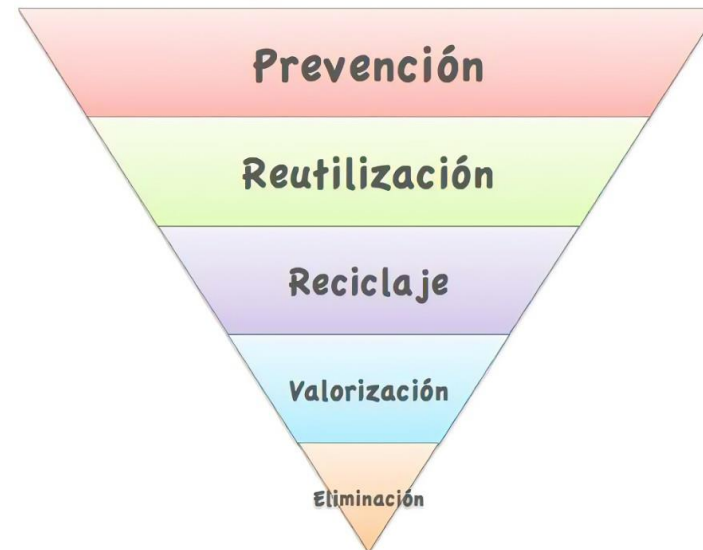 Prevención
Reutilización
Reciclaje
Valorización
Eliminación